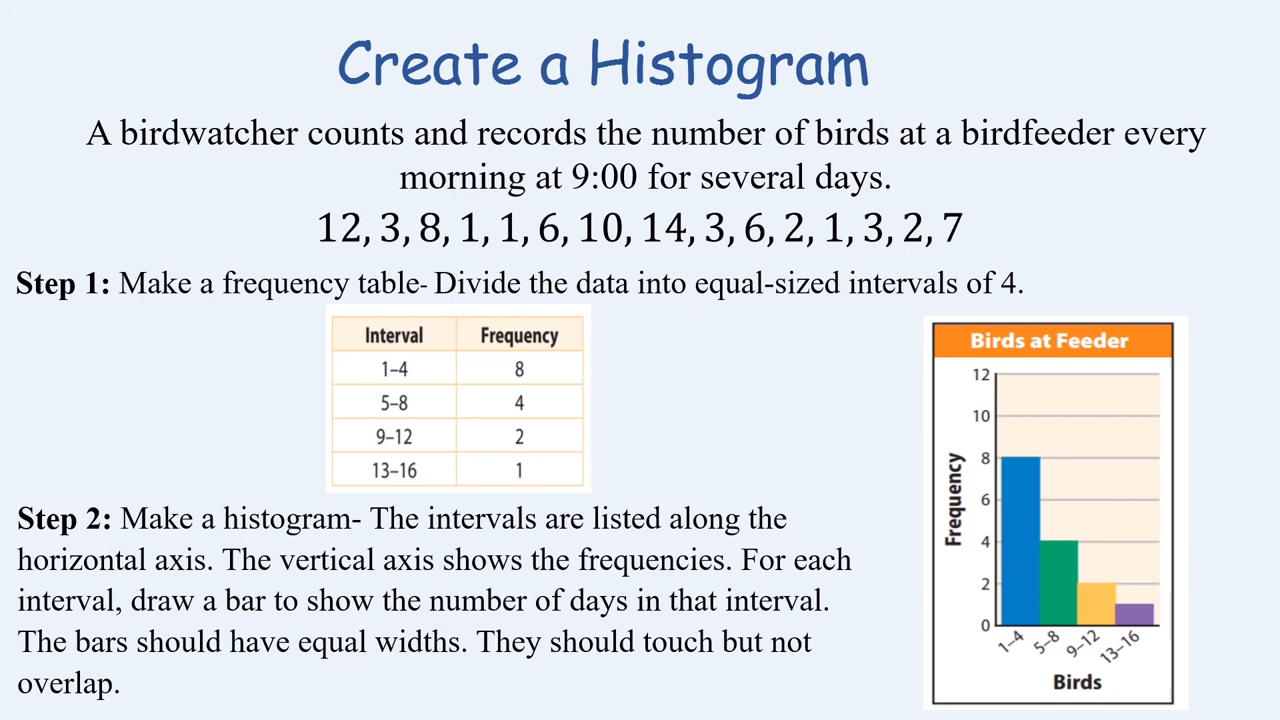 Create a Histogram
A birdwatcher counts and records the number of birds at a birdfeeder every
morning at 9:00 for several days.
12, 3, 8, 1, 1, 6, 10, 14, 3, 6, 2, 1, 3, 2, 7
Step 1: Make a frequency table- Divide the data into equal-sized intervals of 4.
Interval Frequency
1–4 8
5–8 4
9–12 2
13–16 1
Step 2: Make a histogram- The intervals are listed along the
horizontal axis. The vertical axis shows the frequencies. For each
interval, draw a bar to show the number of days in that interval.
The bars should have equal widths. They should touch but not
overlap.
Birds at Feeder
Frequency
12
10
8
6
4
2
0
1–4 5–8 9–12 13–16
Birds